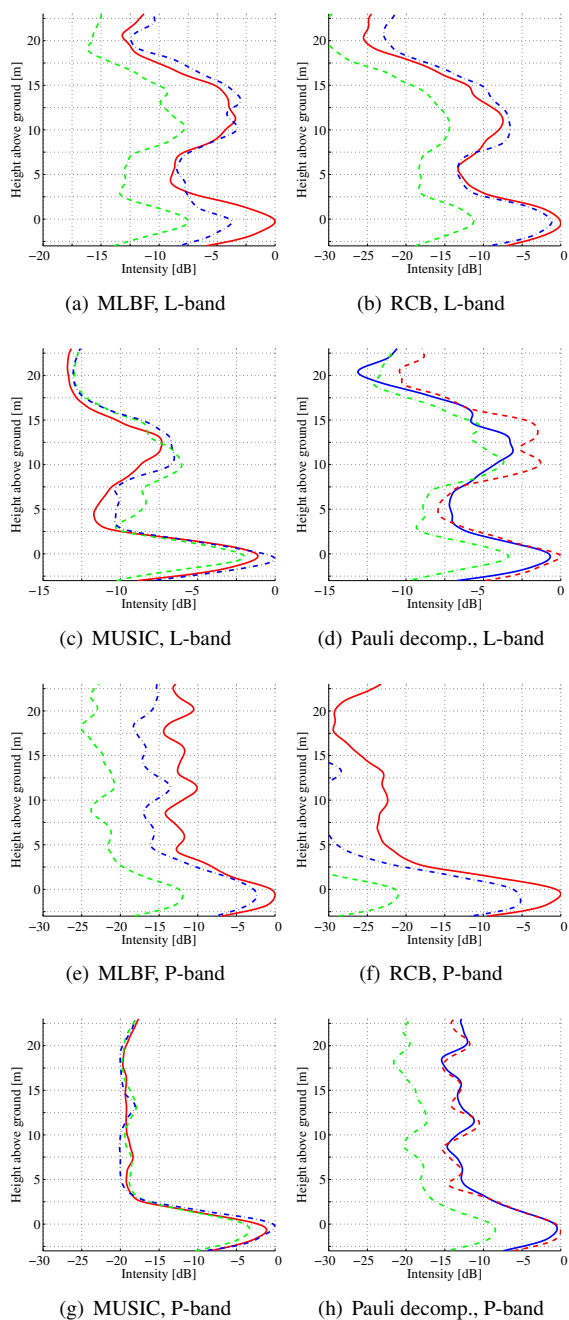 Height above ground [m]
20
15
10
5
0
−20 −15 −10 −5 0
Intensity [dB]
(a) MLBF, L-band
Height above ground [m]
20
15
10
5
0
−30 −25 −20 −15 −10 −5 0
Intensity [dB]
(b) RCB, L-band
Height above ground [m]
20
15
10
5
0
−15 −10 −5 0
Intensity [dB]
(c) MUSIC, L-band
Height above ground [m]
20
15
10
5
0
−15 −10 −5 0
Intensity [dB]
(d) Pauli decomp., L-band
Height above ground [m]
20
15
10
5
0
−30 −25 −20 −15 −10 −5 0
Intensity [dB]
(e) MLBF, P-band
Height above ground [m]
20
15
10
5
0
−30 −25 −20 −15 −10 −5 0
Intensity [dB]
(f) RCB, P-band
Height above ground [m]
20
15
10
5
0
−30 −25 −20 −15 −10 −5 0
Intensity [dB]
(g) MUSIC, P-band
Height above ground [m]
20
15
10
5
0
−30 −25 −20 −15 −10 −5 0
Intensity [dB]
(h) Pauli decomp., P-band